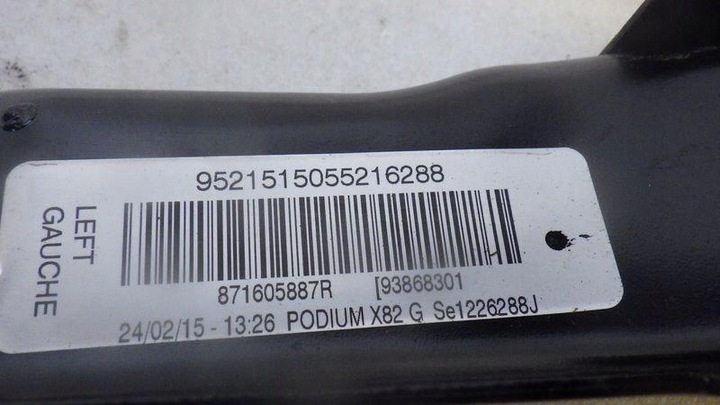 9521515055216288
LEFT
GAUCHE
871605887R [93868301
24/02/15 - 13:26 PODIUM X82 G Se1226288J